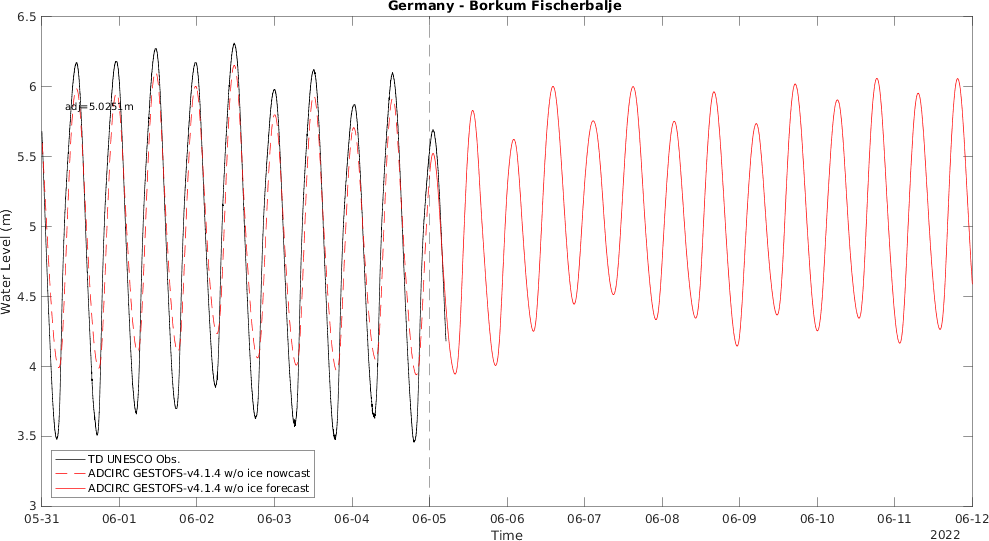 Germany - Borkum Fischerbalje
6.5
6
5.5
5
4.5
4
3.5
3
Water Level (m)
adj=5.0251m
TD UNESCO Obs.
ADCIRC GESTOFS-v4.1.4 w/o ice nowcast
ADCIRC GESTOFS-v4.1.4 w/o ice forecast
05-31 06-01 06-02 06-03 06-04 06-05 06-06 06-07 06-08 06-09 06-10 06-11 06-12
Time
2022